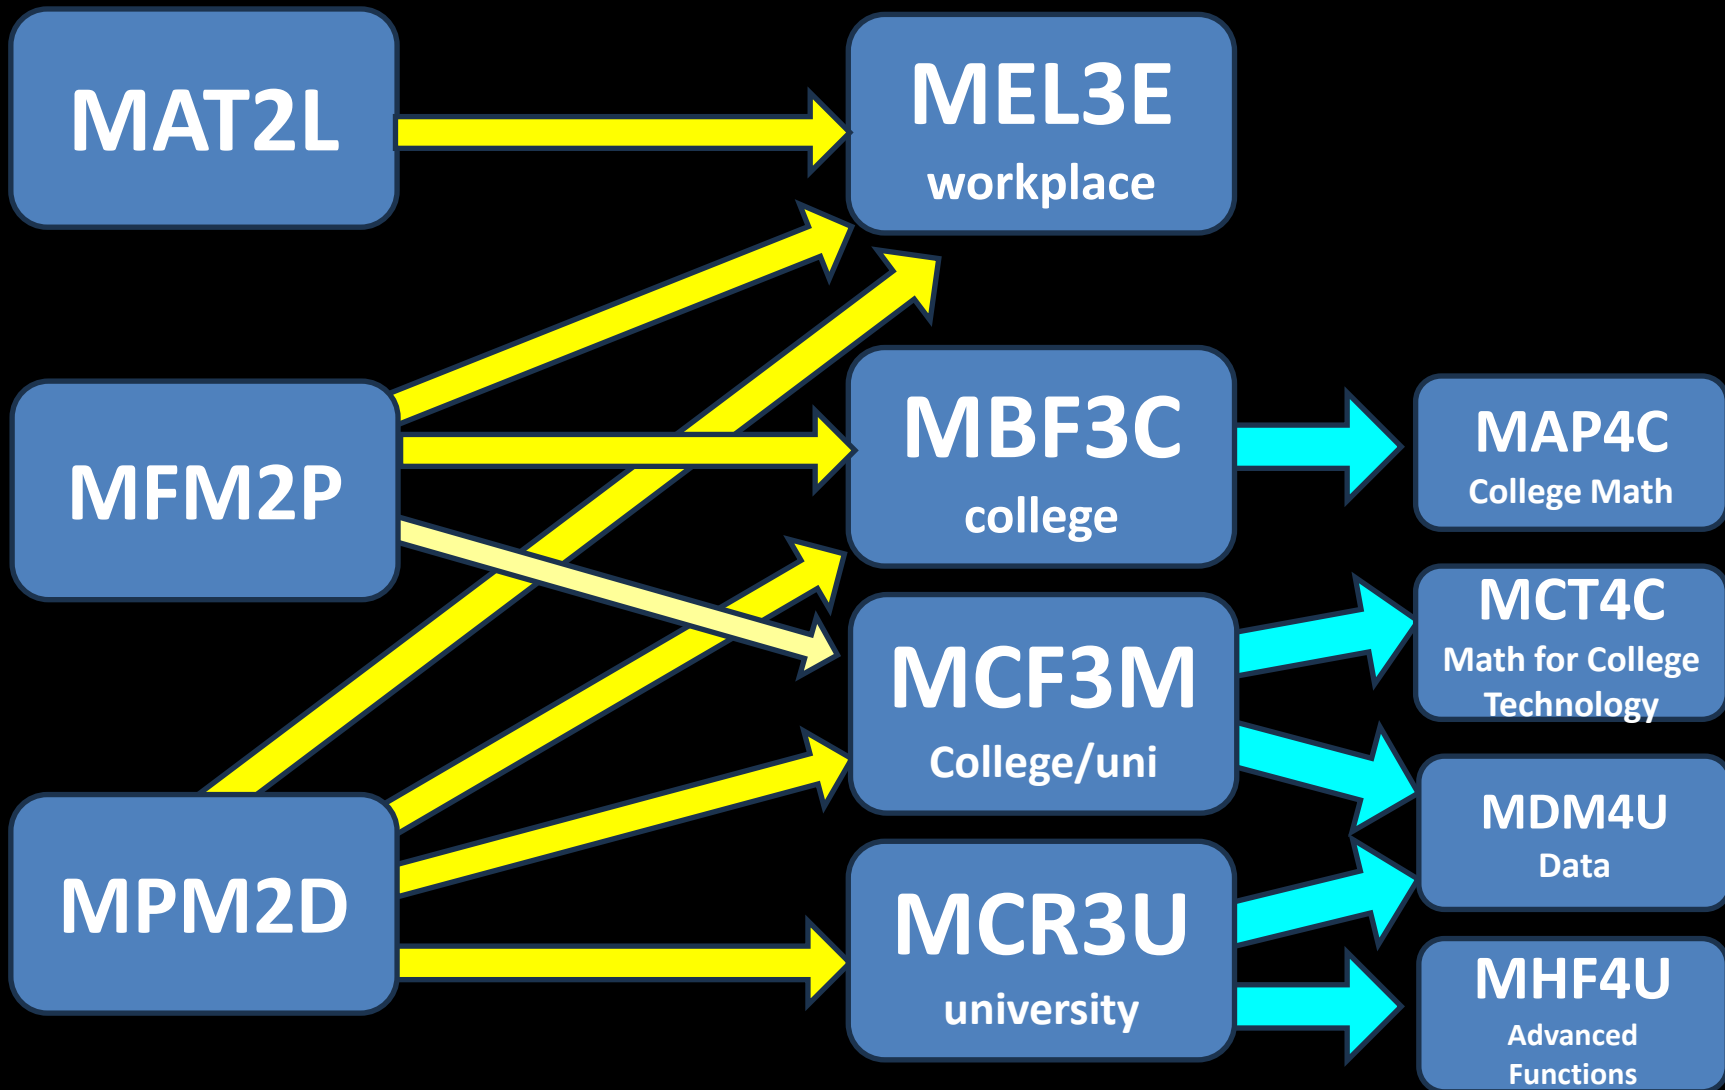 MAT2L
MFM2P
MPM2D
MEL3E
workplace
MBF3C
college
MCF3M
College/uni
MCR3U
university
MAP4C
College Math
MCT4C
Math for College
Technology
MDM4U
Data
MHF4U
Advanced
Functions